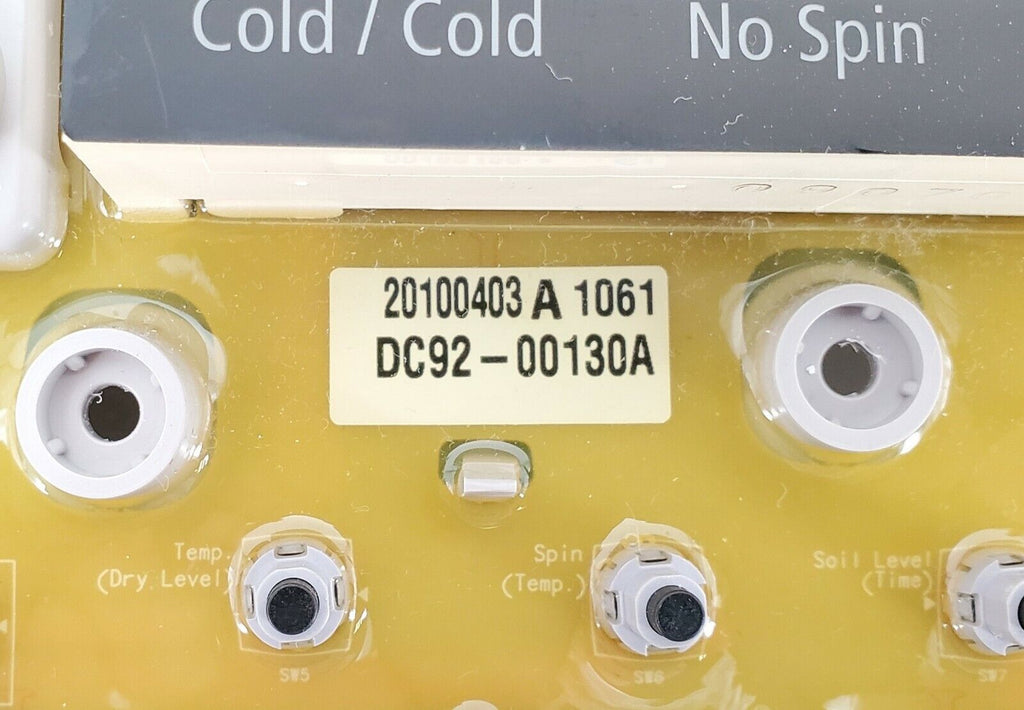 Cold / Cold
No Spin
20100403 A 1061
DC92-00130A
Temp.
(Dry Level)
SW5
Spin
(Temp.)
SW6
Soil Level
(Time)
SW7